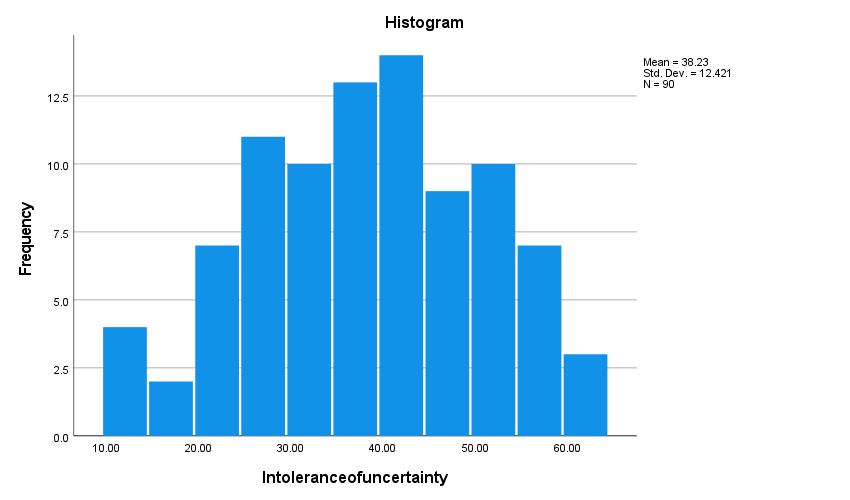 Histogram
Mean = 38.23
Std. Dev. = 12.421
N = 90
12.5
10.0
7.5
5.0
2.5
0.0
Frequency
10.00 20.00 30.00 40.00 50.00 60.00
Intoleranceofuncertainty